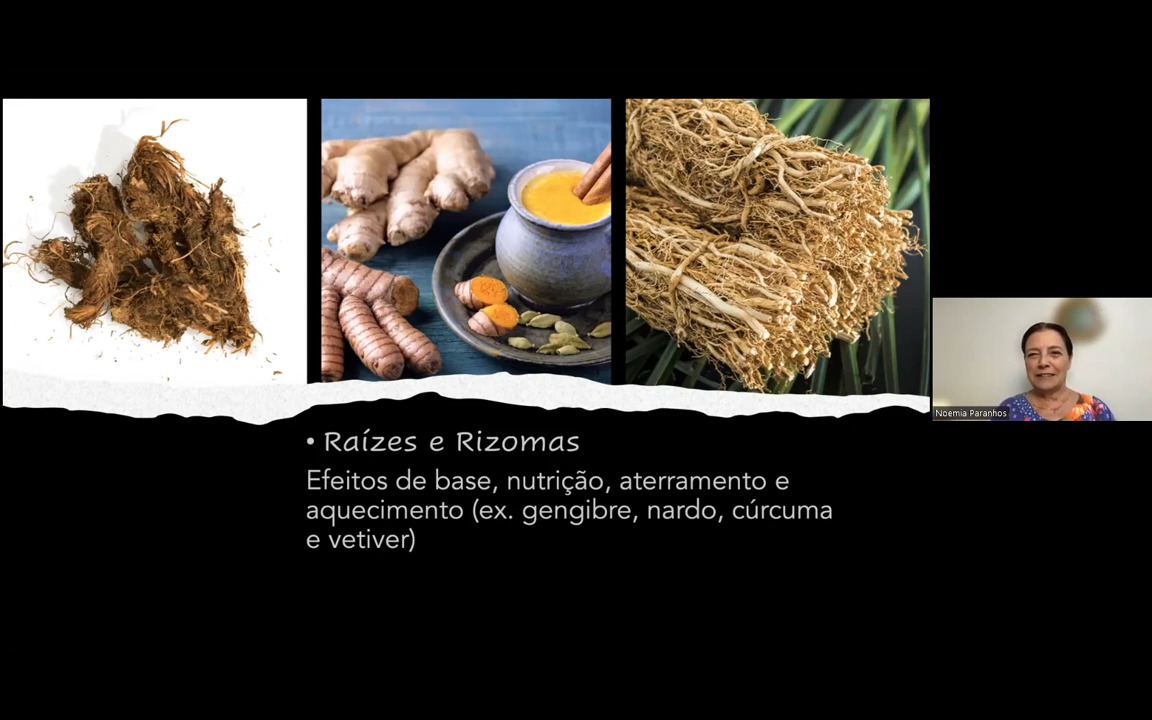 • Raízes e Rizomas
Efeitos de base, nutrição, aterramento e
aquecimento (ex. gengibre, nardo, cúrcuma
e vetiver)
Noemia Paranhos